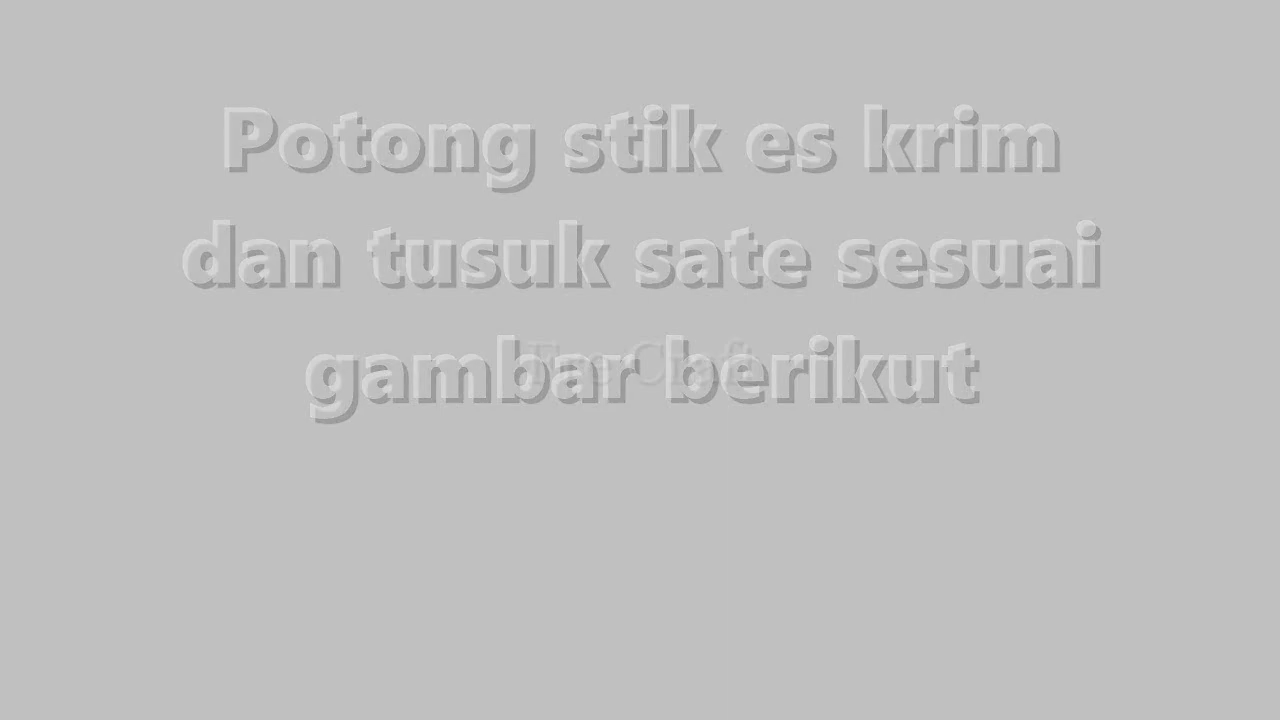 Potong stik es krim
dan tusuk sate sesuai
gambar berikut